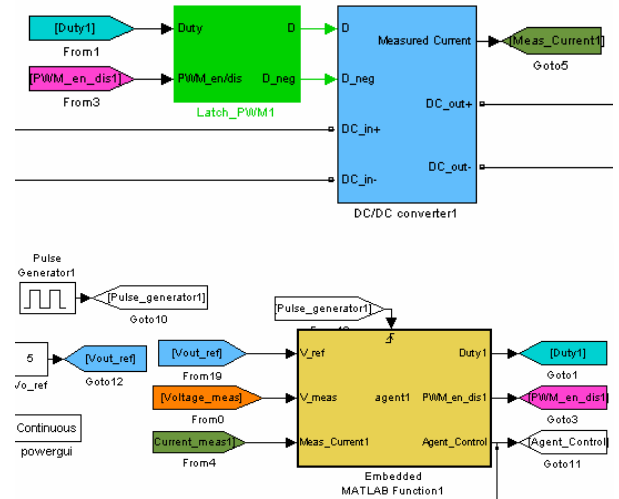 [Duty1]
From1
[PWM_en_dis1]
From3
Duty
D
PWM_en/dis
D_neg
Latch_PWM1
D
Measured Current
D_neg
DC_out+
DC_in+
DC_out-
DC_in-
DC/DC converter1
[Meas_Current1]
Goto5
Pulse
Generator1
[Pulse_generator1]
Goto10
[Pulse_generator1]
5
Vo_ref
[Vout_ref]
Goto12
Continuous
powergui
[Vout_ref]
From19
[Voltage_meas]
From0
Current_meas1]
From4
V_ref
Duty1
V_meas
agent1
PWM_en_dis1
Meas_Current1
Agent_Control
Embedded
MATLAB Function1
[Duty1]
Goto1
[PWM_en_dis1]
Goto3
[Agent_Control]
Goto11